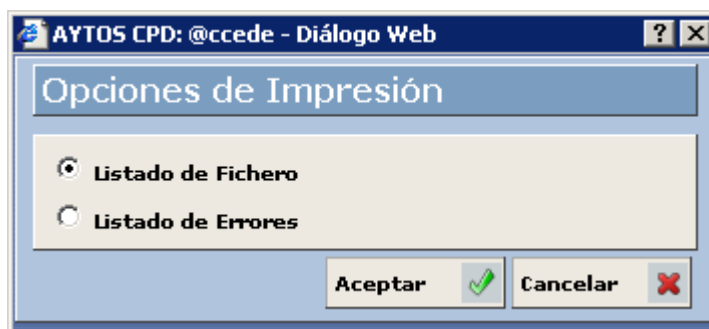 AYTOS CPD: @ccede - Diálogo Web
Opciones de Impresión
Listado de Fichero
Listado de Errores
Aceptar Cancelar